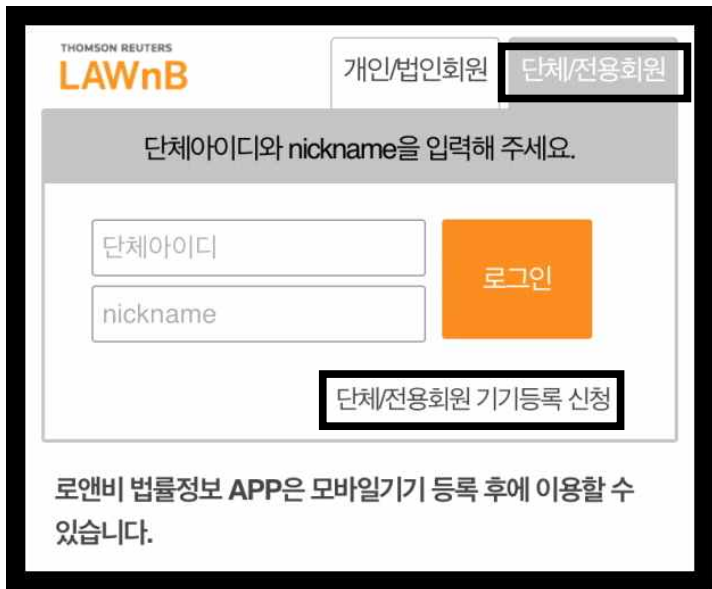 THOMSON REUTERS
LAWnB
개인/법인회원
단체/전용회원
단체아이디와 nickname을 입력해 주세요.
단체아이디
로그인
nickname
단체/전용회원 기기등록 신청
로앤비 법률정보 APP은 모바일기기 등록 후에 이용할 수
있습니다.